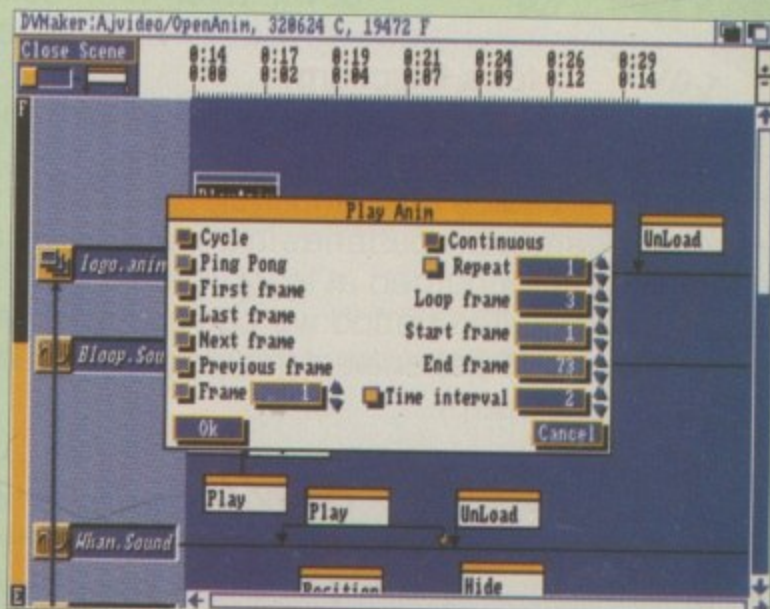 DVMaker:Ajvideo/OpenAnim, 320624 C, 19472 F
Close Scene
0:14 0:17 0:19 0:21 0:24 0:26 0:29
0:00 0:02 0:04 0:07 0:09 0:12 0:14
F
PlayAnim
Play Anim
Cycle
Continuous
UnLoad
logo.anim
Ping Pong
Repeat 1
First frame
Loop frame 3
Last frame
Start frame 1
Next frame
Bloop.Sou
Previous frame
End frame 73
Frame 1
Time interval 2
Ok
Cancel
Play
Play
UnLoad
Whan.Sound
Position
Hide
E